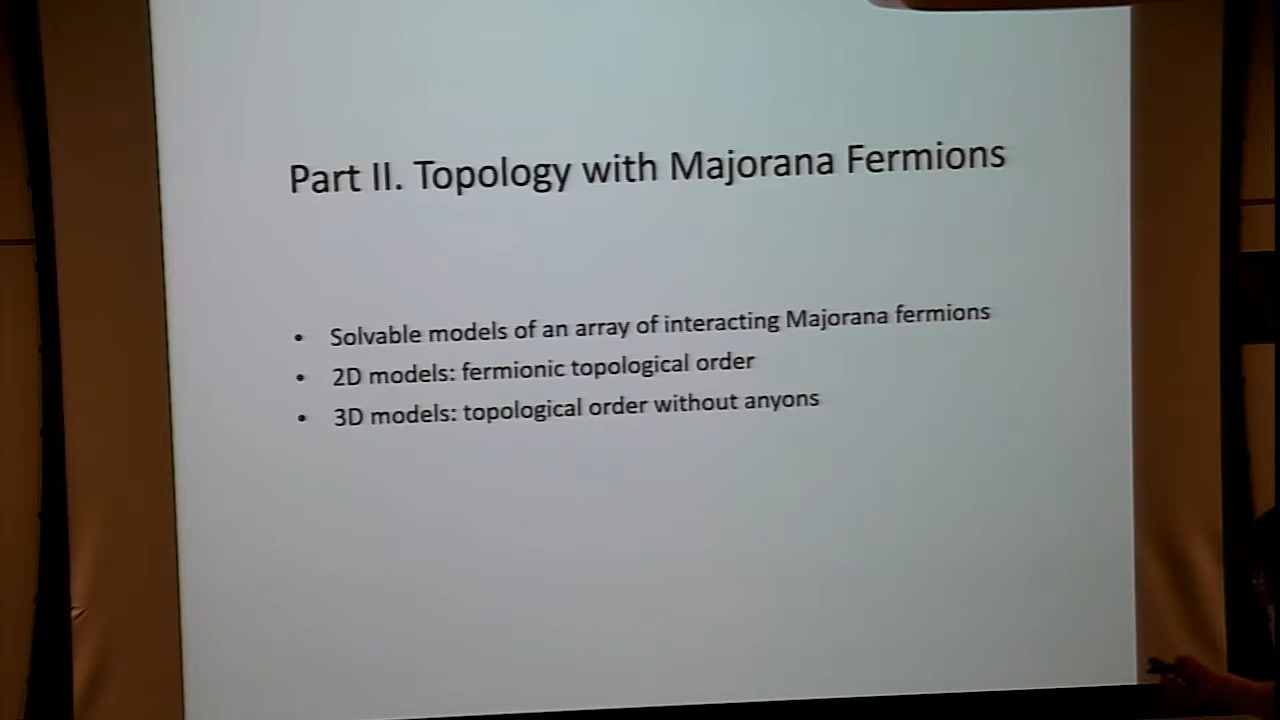 Part II. Topology with Majorana Fermions
• Solvable models of an array of interacting Majorana fermions
• 2D models: fermionic topological order
• 3D models: topological order without anyons